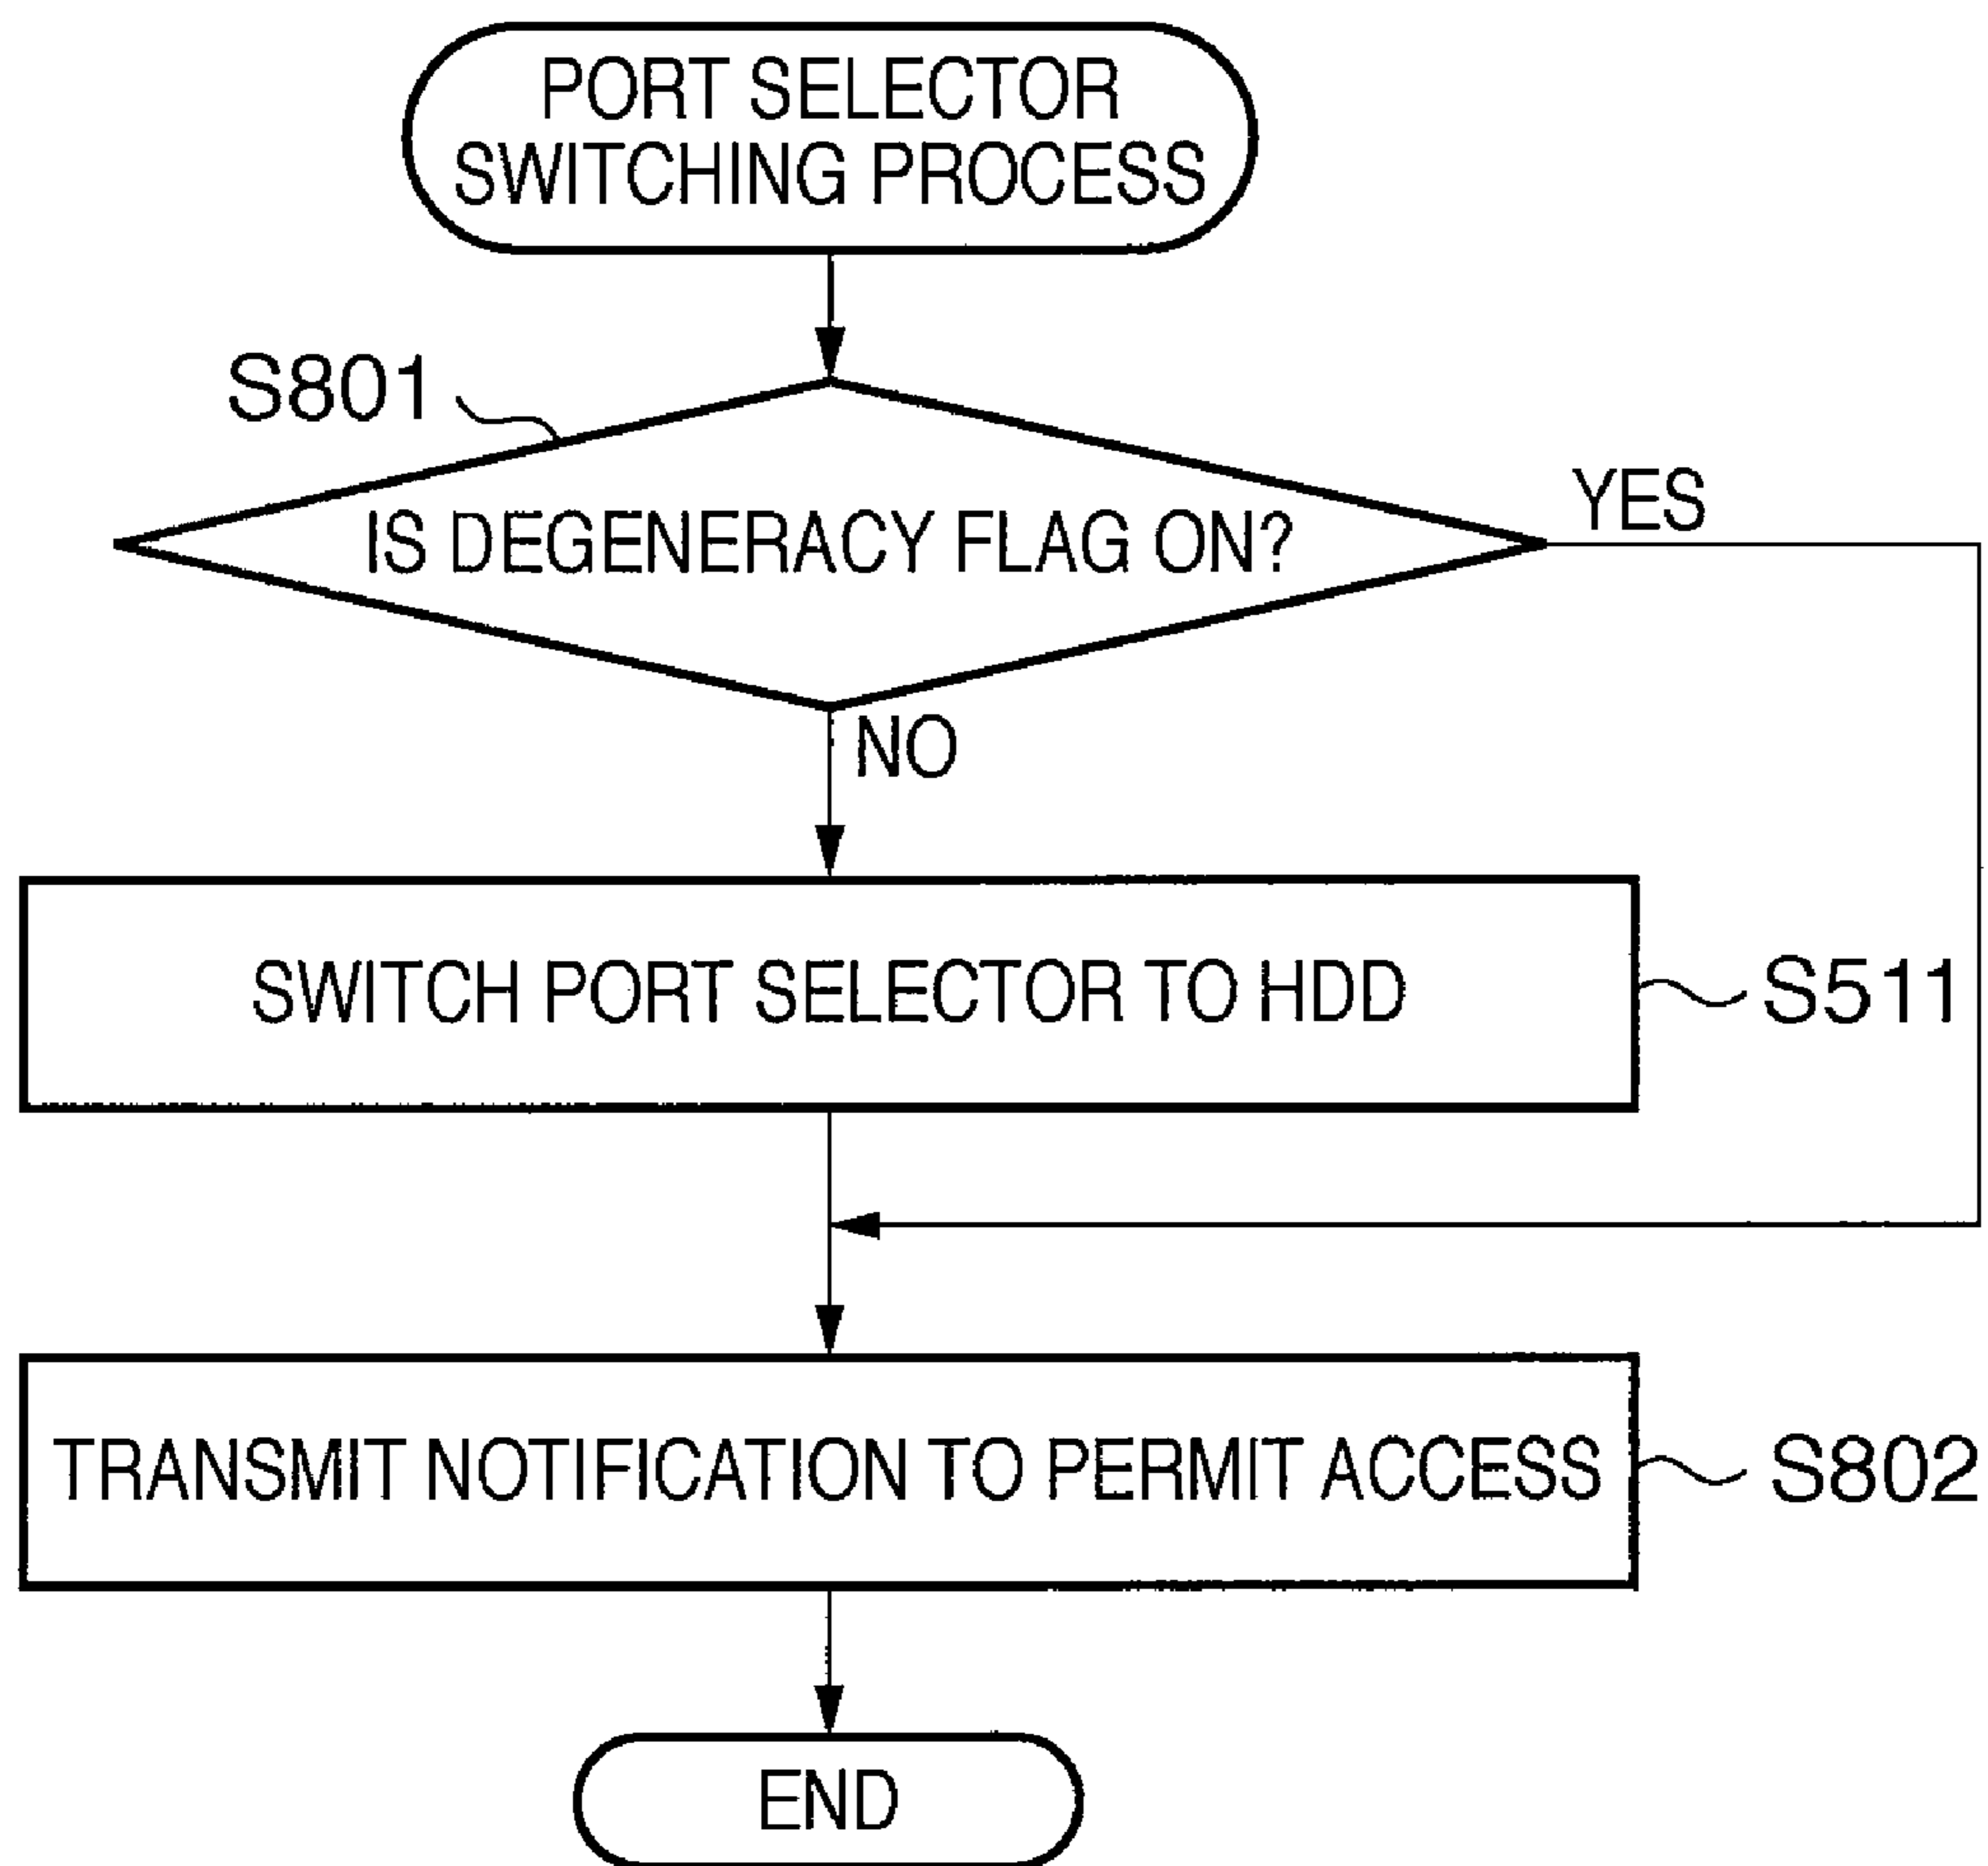 PORT SELECTOR
SWITCHING PROCESS
S801
IS DEGENERACY FLAG ON?
YES
NO
SWITCH PORT SELECTOR TO HDD
S511
TRANSMIT NOTIFICATION TO PERMIT ACCESS
S802
END